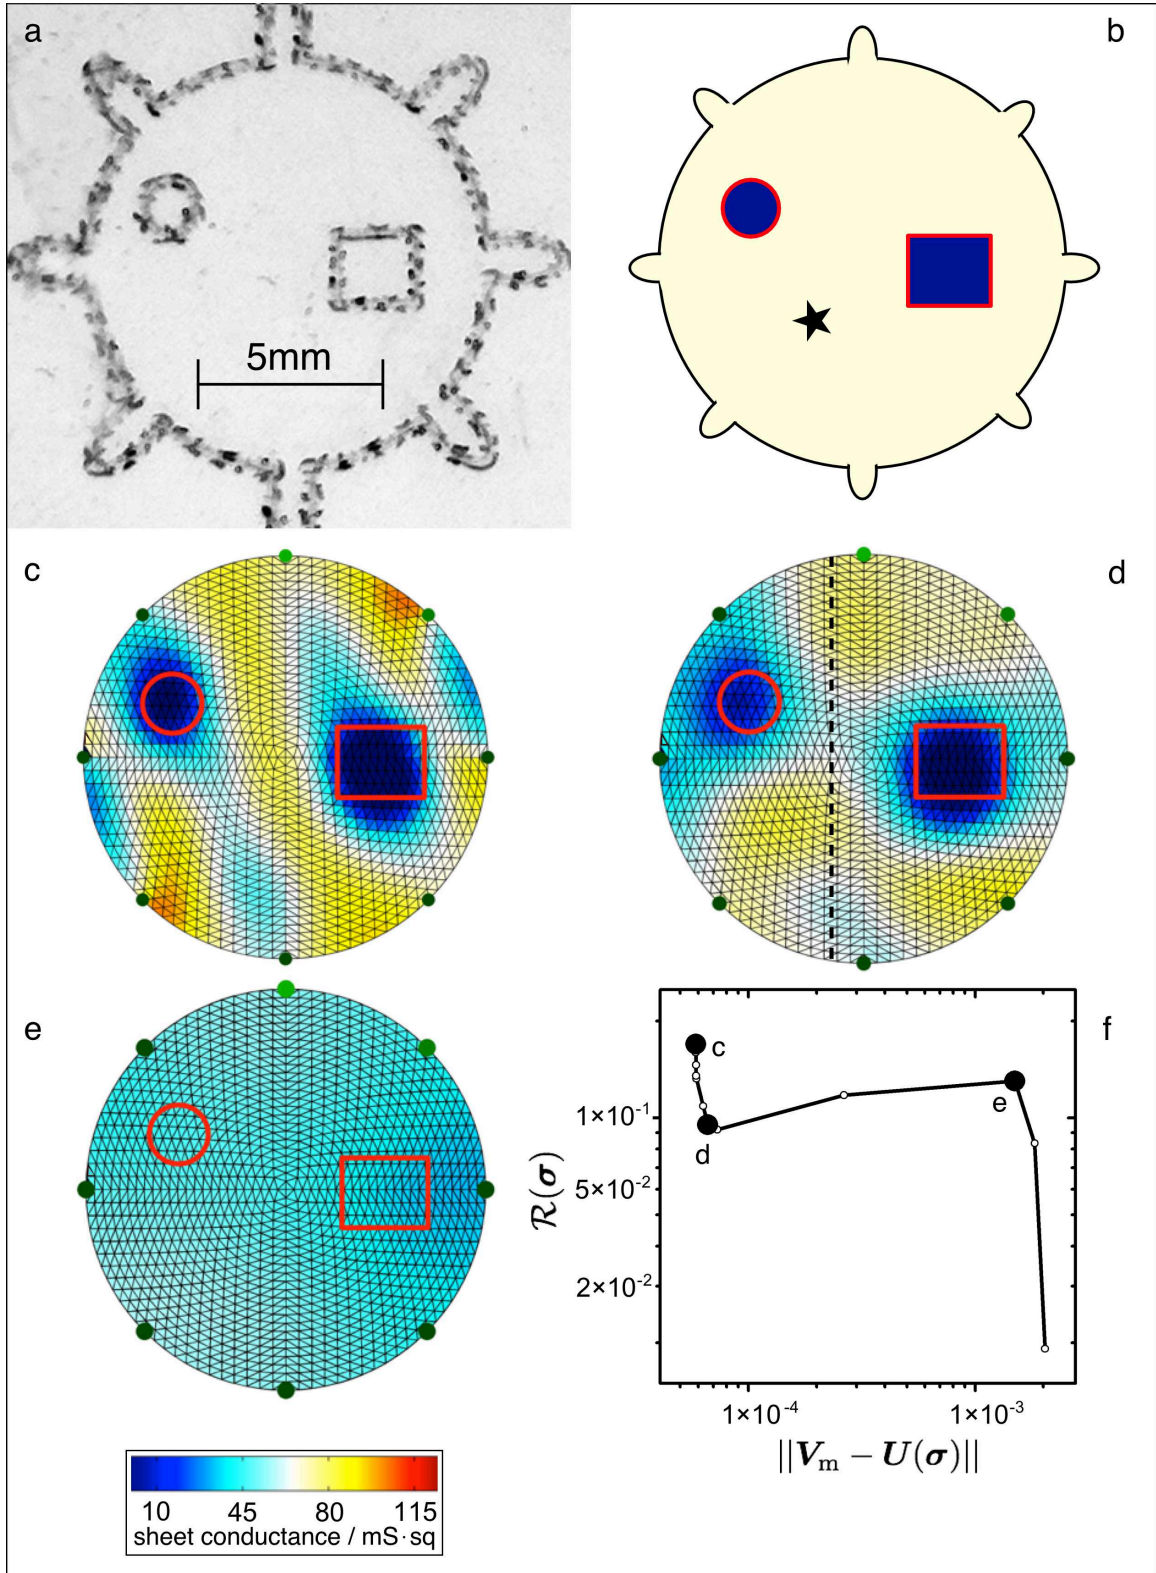 a
b
5mm
c
d
e
f
c
d
e
1×10⁻¹
5×10⁻²
2×10⁻²
ℛ(σ)
1×10⁻⁴
1×10⁻³
||Vₘ − U(σ)||
10 45 80 115
sheet conductance / mS·sq